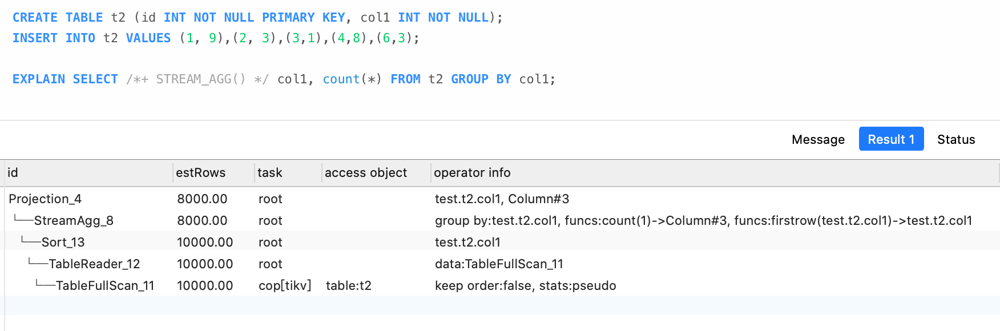 CREATE TABLE t2 (id INT NOT NULL PRIMARY KEY, col1 INT NOT NULL);
INSERT INTO t2 VALUES (1, 9),(2, 3),(3,1),(4,8),(6,3);
EXPLAIN SELECT /*+ STREAM_AGG() */ col1, count(*) FROM t2 GROUP BY col1;
Message Result 1 Status
id estRows task access object operator info
Projection_4 8000.00 root test.t2.col1, Column#3
└──StreamAgg_8 8000.00 root group by:test.t2.col1, funcs:count(1)->Column#3, funcs:firstrow(test.t2.col1)->test.t2.col1
└──Sort_13 10000.00 root test.t2.col1
└──TableReader_12 10000.00 root data:TableFullScan_11
└──TableFullScan_11 10000.00 cop[tikv] table:t2 keep order:false, stats:pseudo